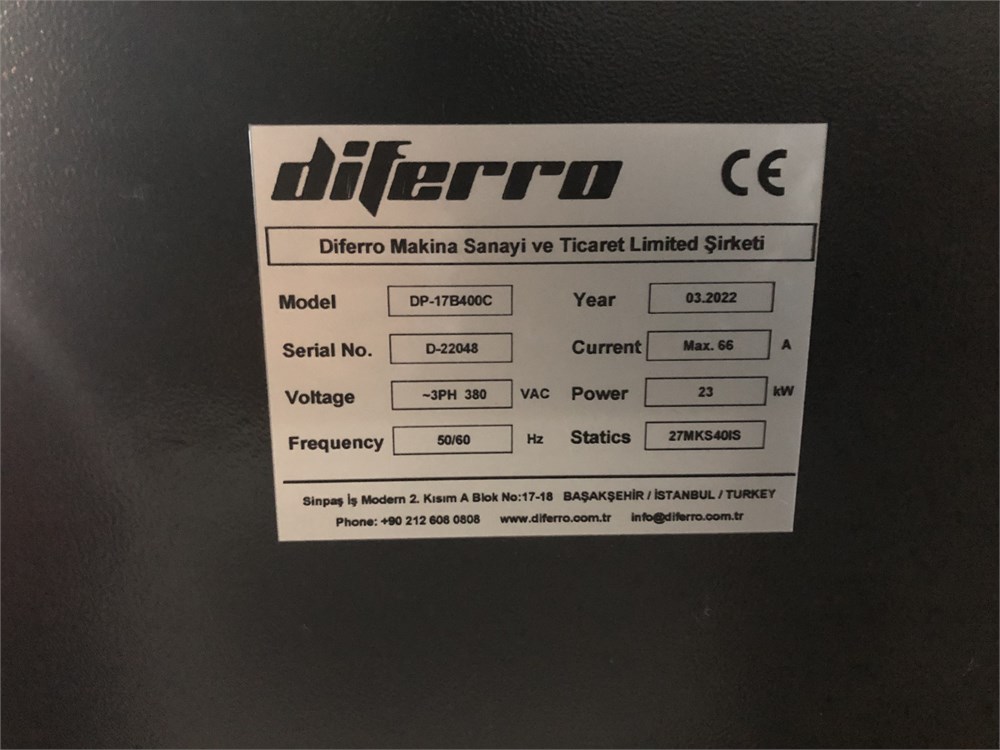 diferro CE
Diferro Makina Sanayi ve Ticaret Limited Şirketi
Model DP-17B400C Year 03.2022
Serial No. D-22048 Current Max. 66 A
Voltage ~3PH 380 VAC Power 23 kW
Frequency 50/60 Hz Statics 27MKS40IS
Sinpaş İş Modern 2. Kısım A Blok No:17-18 BAŞAKŞEHİR / İSTANBUL / TURKEY
Phone: +90 212 606 0808 www.diferro.com.tr info@diferro.com.tr